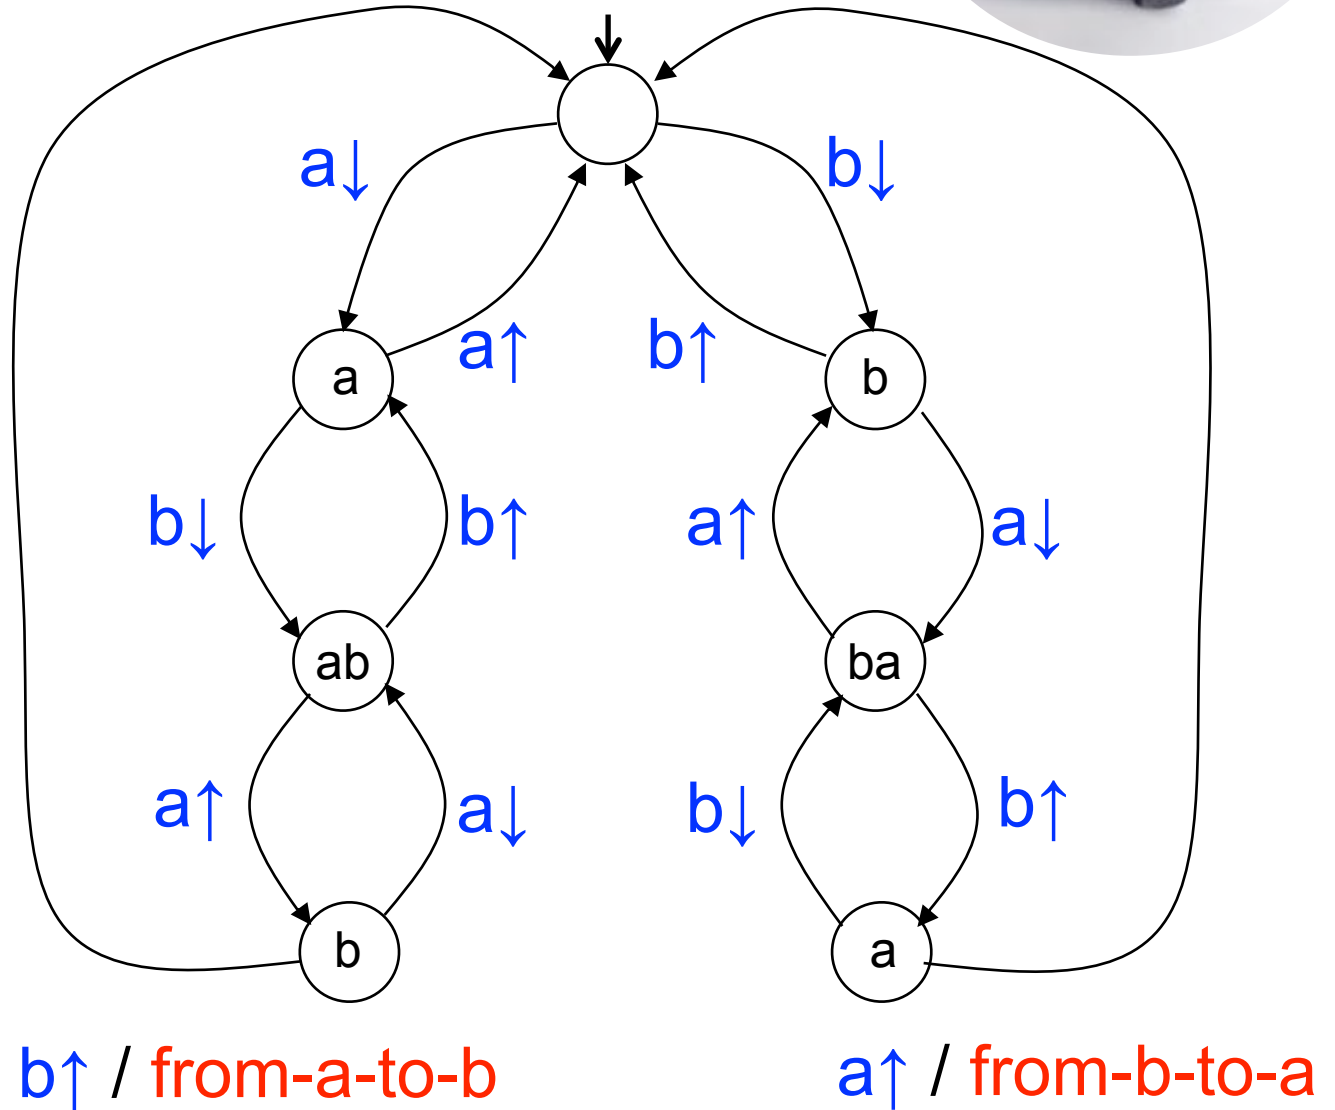 a↓ b↓
a↑ b↑
a b
b↓ b↑ a↑ a↓
ab ba
a↑ a↓ b↓ b↑
b a
b↑ / from-a-to-b a↑ / from-b-to-a